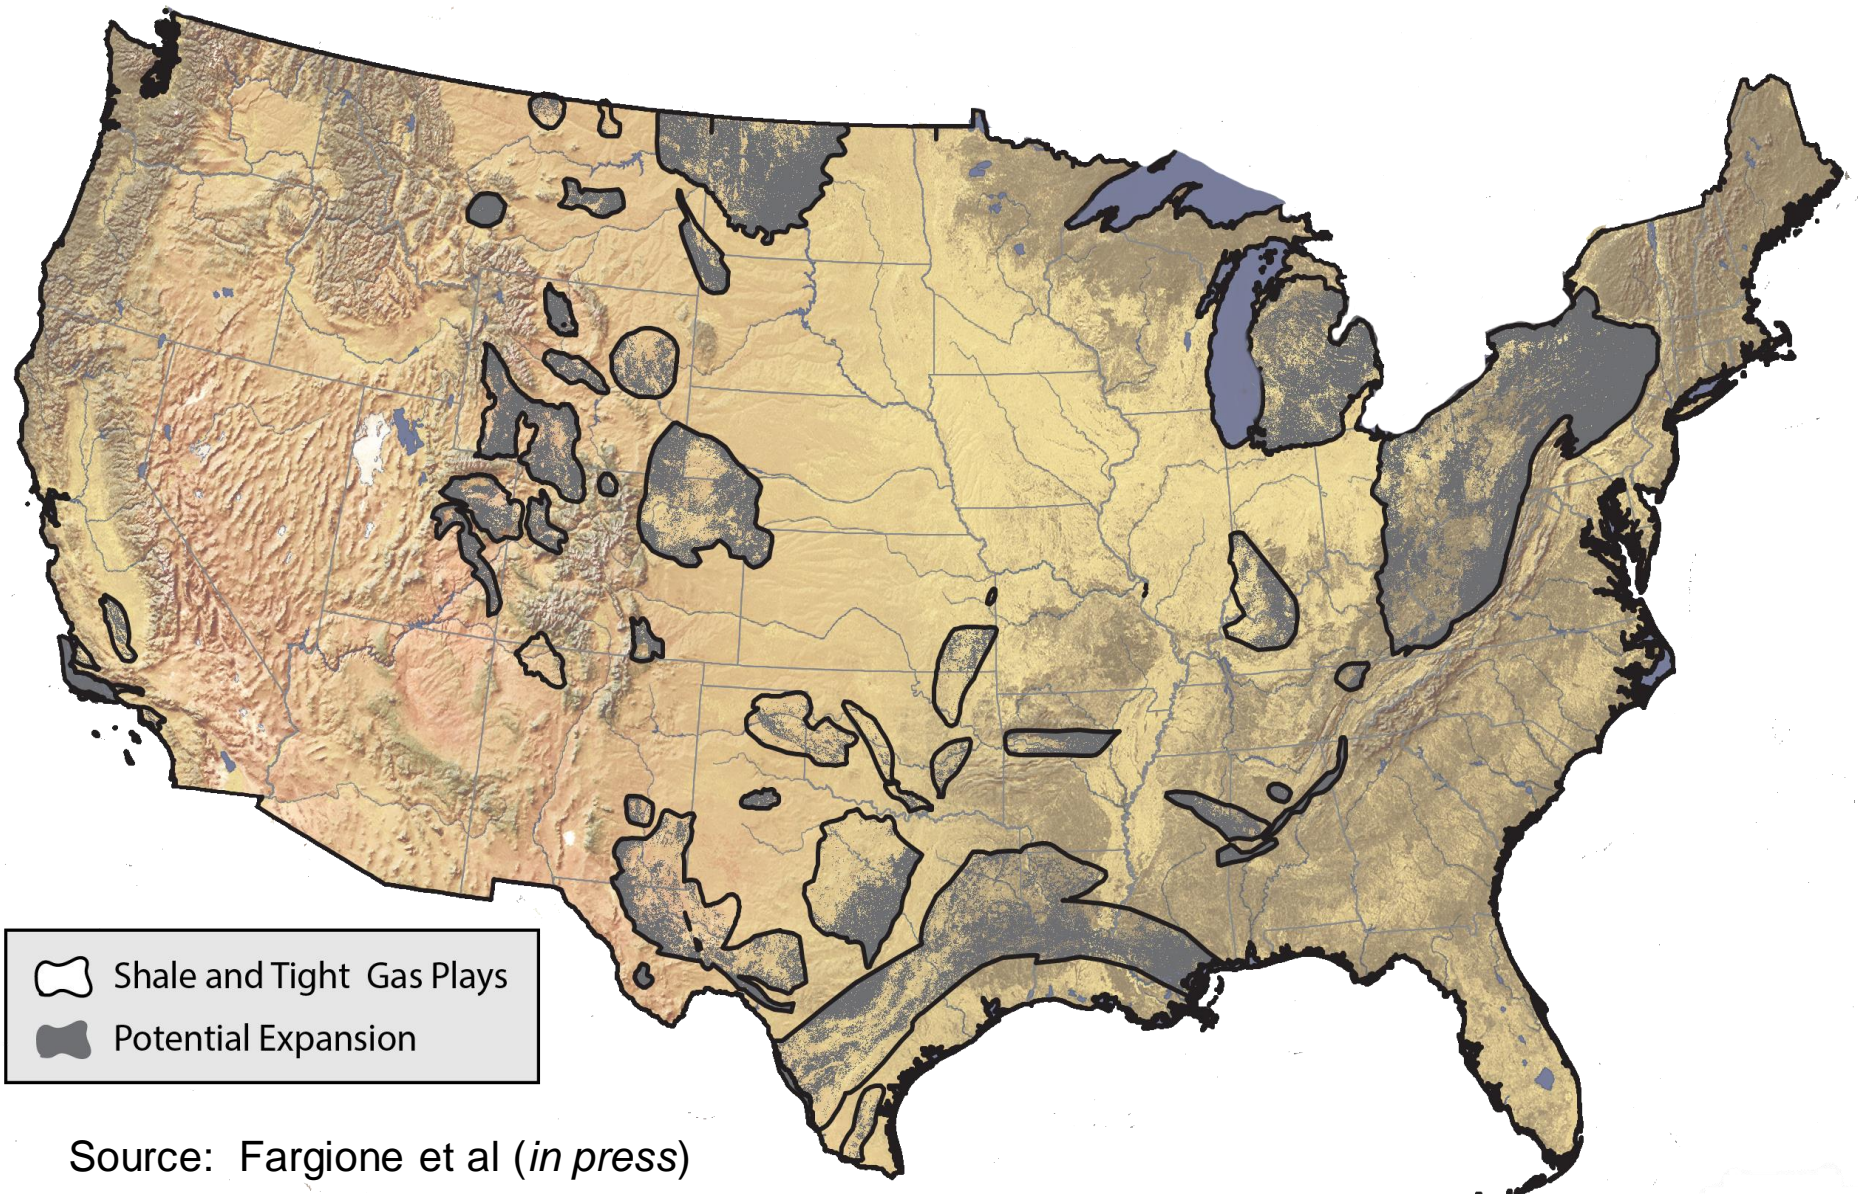 Shale and Tight Gas Plays
Potential Expansion
Source: Fargione et al (in press)